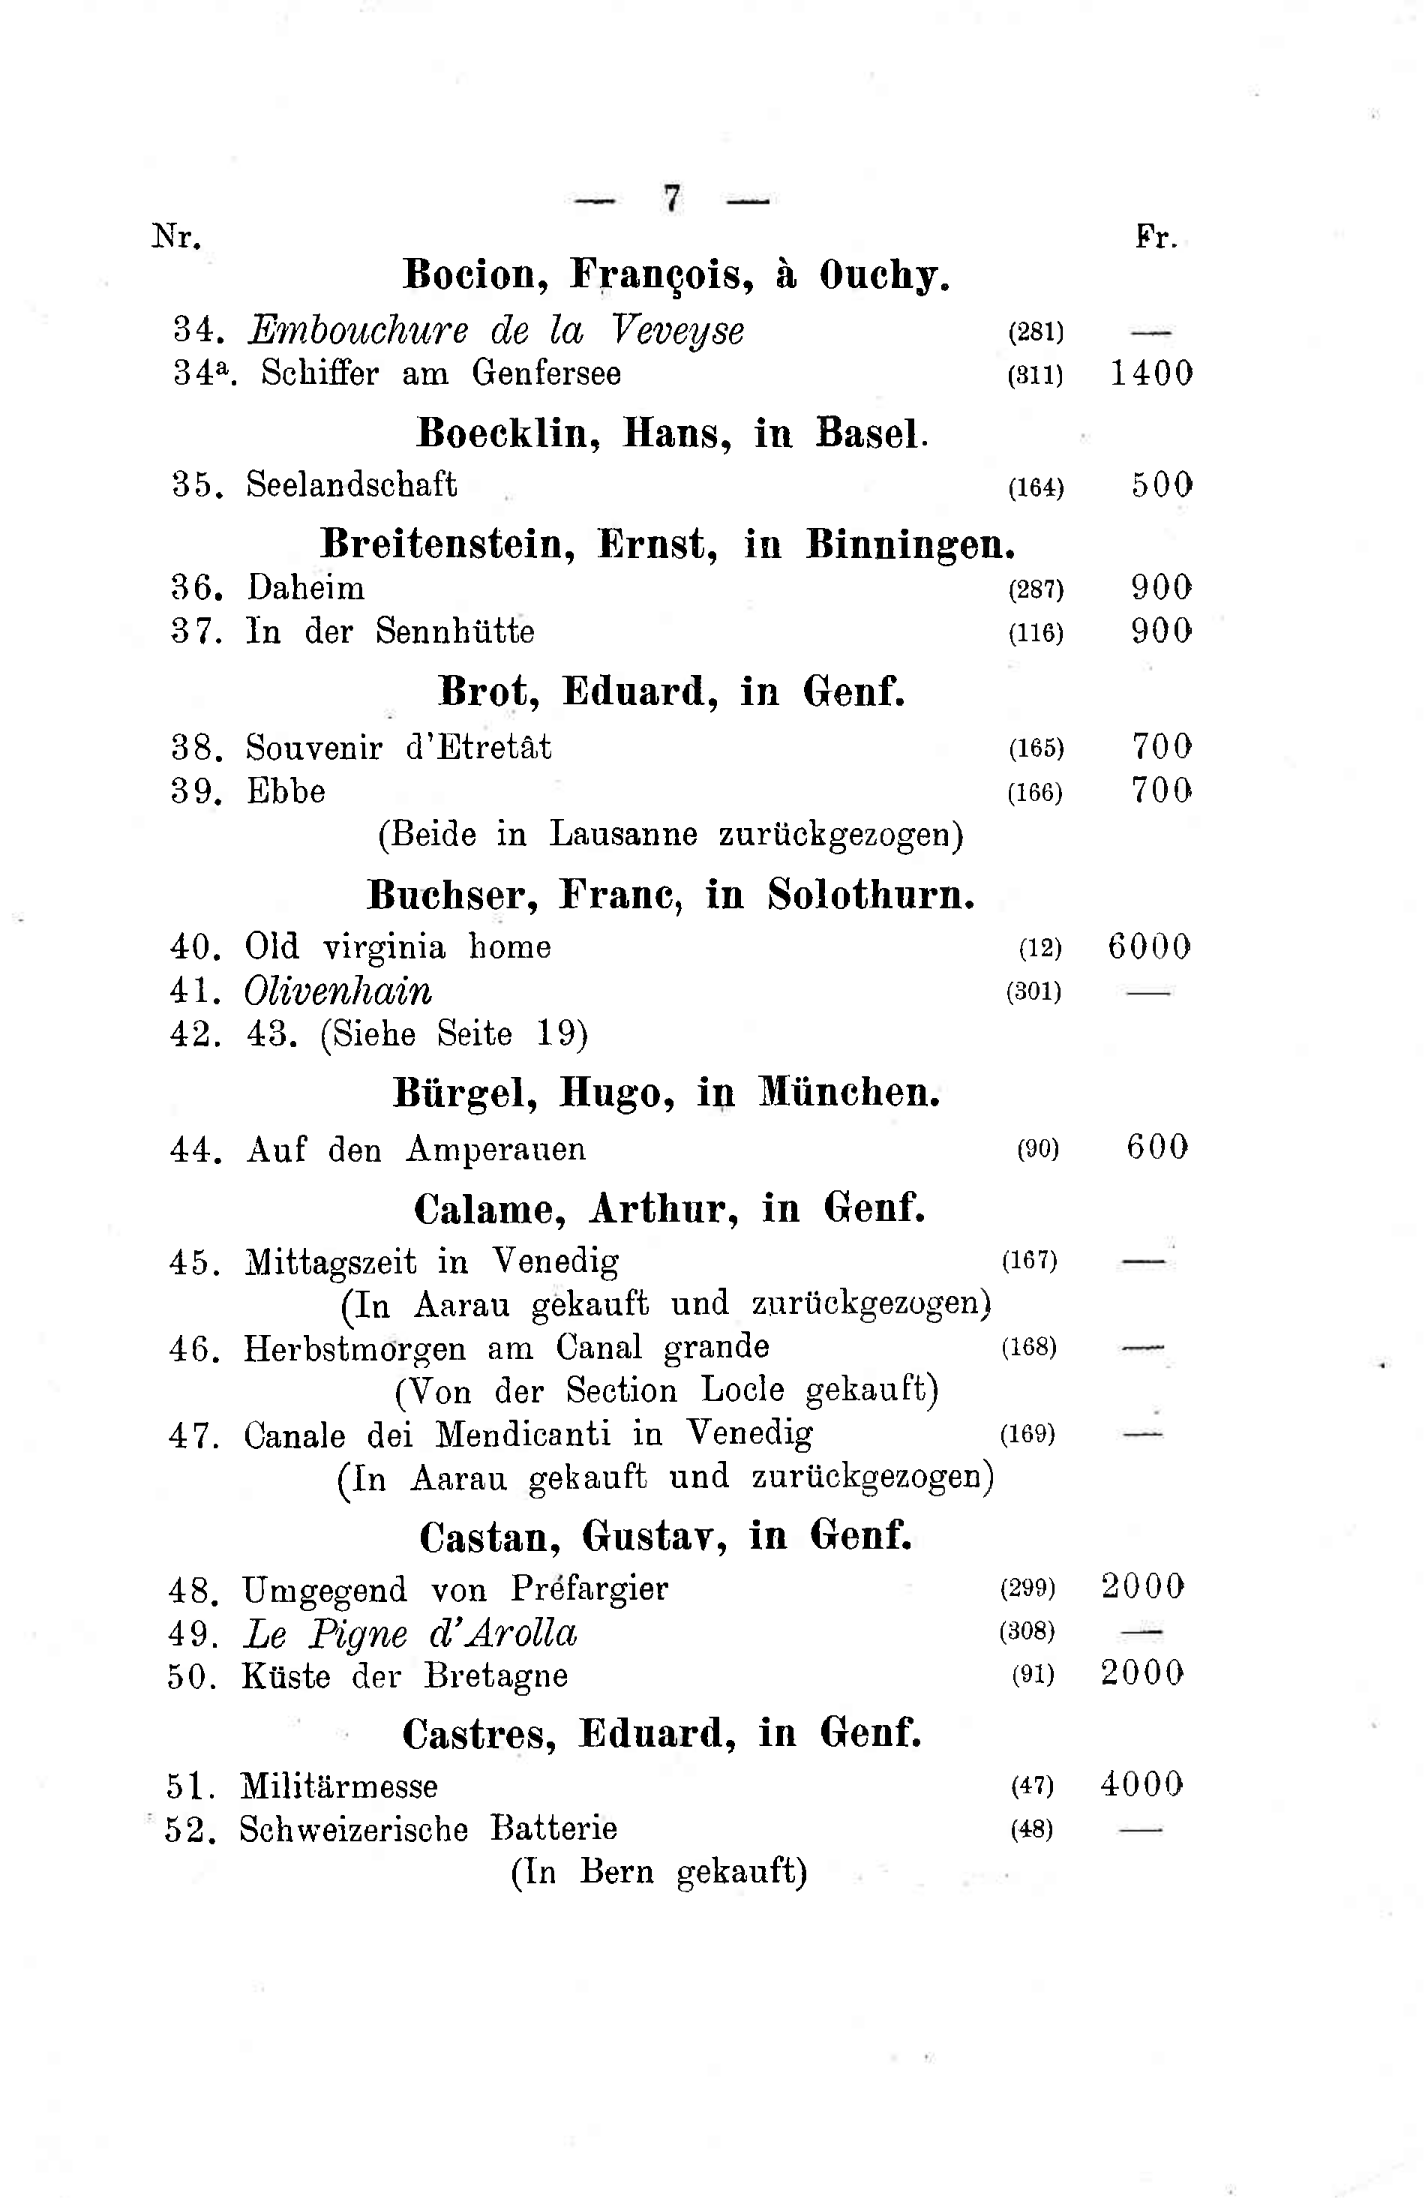 — 7 —
Nr. Fr.
Bocion, François, à Ouchy.
34. Embouchure de la Veveyse (281) —
34ª. Schiffer am Genfersee (311) 1400
Boecklin, Hans, in Basel.
35. Seelandschaft (164) 500
Breitenstein, Ernst, in Binningen.
36. Daheim (287) 900
37. In der Sennhütte (116) 900
Brot, Eduard, in Genf.
38. Souvenir d'Etretât (165) 700
39. Ebbe (166) 700
(Beide in Lausanne zurückgezogen)
Buchser, Franc, in Solothurn.
40. Old virginia home (12) 6000
41. Olivenhain (301) —
42. 43. (Siehe Seite 19)
Bürgel, Hugo, in München.
44. Auf den Amperauen (90) 600
Calame, Arthur, in Genf.
45. Mittagszeit in Venedig (167) —
(In Aarau gekauft und zurückgezogen)
46. Herbstmorgen am Canal grande (168) —
(Von der Section Locle gekauft)
47. Canale dei Mendicanti in Venedig (169) —
(In Aarau gekauft und zurückgezogen)
Castan, Gustav, in Genf.
48. Umgegend von Préfargier (299) 2000
49. Le Pigne d'Arolla (308) —
50. Küste der Bretagne (91) 2000
Castres, Eduard, in Genf.
51. Militärmesse (47) 4000
52. Schweizerische Batterie (48) —
(In Bern gekauft)